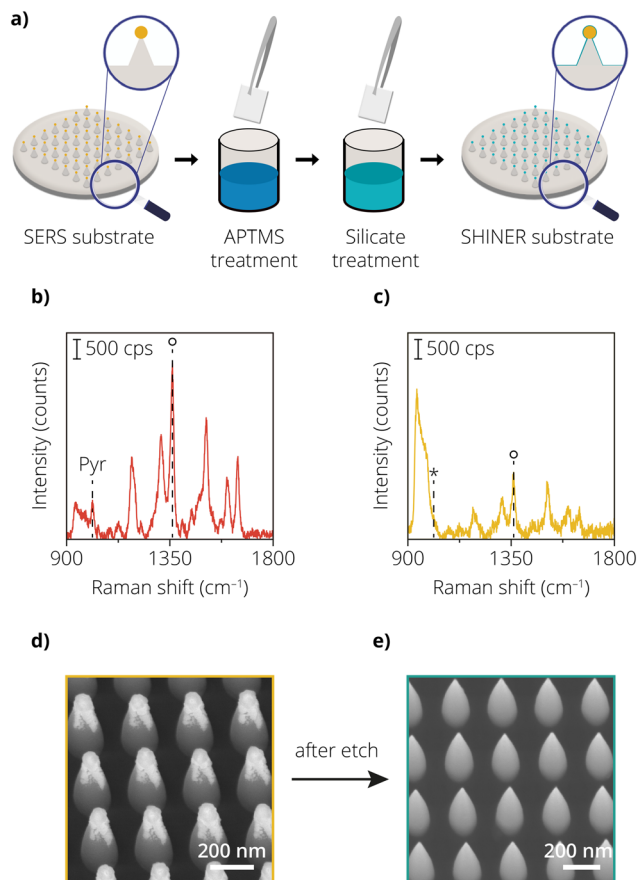 a)
SERS substrate
APTMS
treatment
Silicate
treatment
SHINER substrate
b)
500 cps
Pyr
Intensity (counts)
900
1350
1800
Raman shift (cm⁻¹)
c)
500 cps
*
Intensity (counts)
900
1350
1800
Raman shift (cm⁻¹)
d)
200 nm
after etch
e)
200 nm